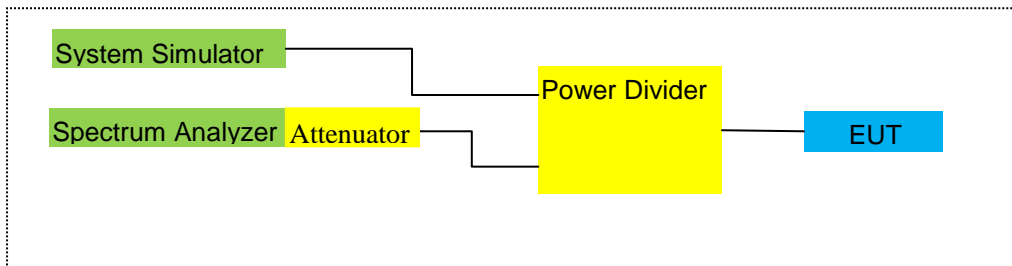 System Simulator
Power Divider
Spectrum Analyzer Attenuator
EUT